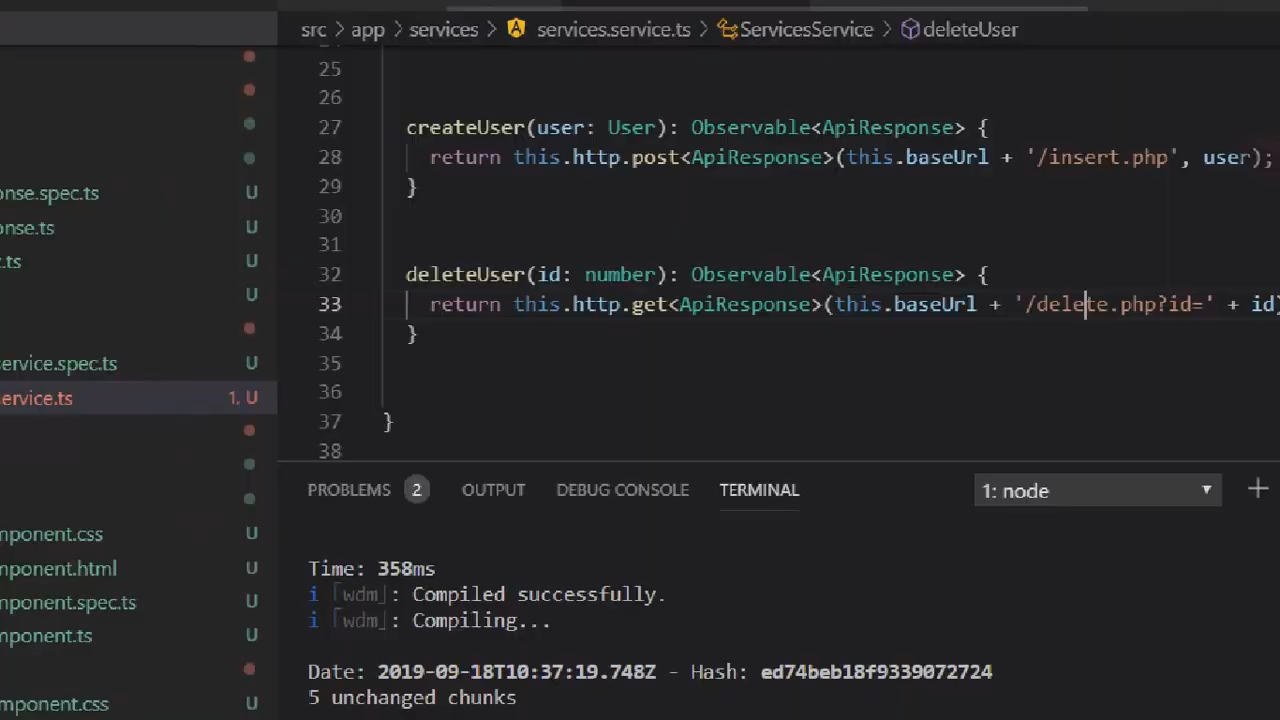 src > app > services > services.service.ts > ServicesService > deleteUser
25
26
27 createUser(user: User): Observable<ApiResponse> {
28 return this.http.post<ApiResponse>(this.baseUrl + '/insert.php', user);
29 }
30
31
32 deleteUser(id: number): Observable<ApiResponse> {
33 return this.http.get<ApiResponse>(this.baseUrl + '/delete.php?id=' + id)
34 }
35
36
37 }
38
onse.spec.ts U
onse.ts U
.ts U
U
ervice.spec.ts U
ervice.ts 1, U
mponent.css U
mponent.html U
mponent.spec.ts U
mponent.ts U
mponent.css U
PROBLEMS 2 OUTPUT DEBUG CONSOLE TERMINAL 1: node
Time: 358ms
i ｢wdm｣: Compiled successfully.
i ｢wdm｣: Compiling...
Date: 2019-09-18T10:37:19.748Z - Hash: ed74beb18f9339072724
5 unchanged chunks